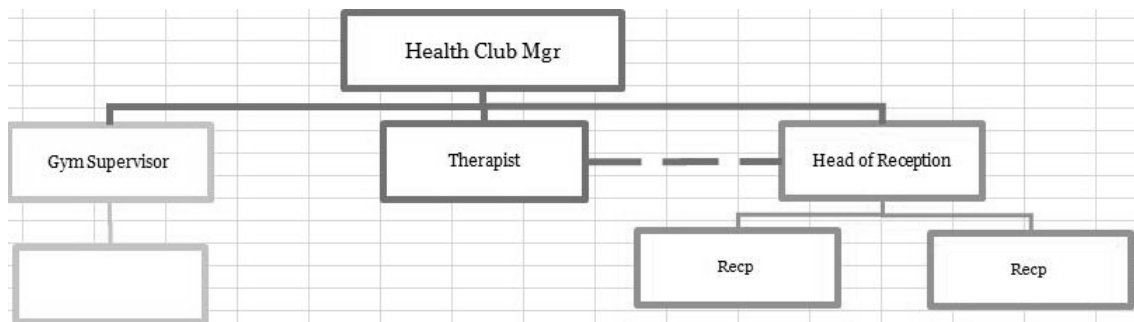 Health Club Mgr
Gym Supervisor
Therapist
Head of Reception
Recp
Recp